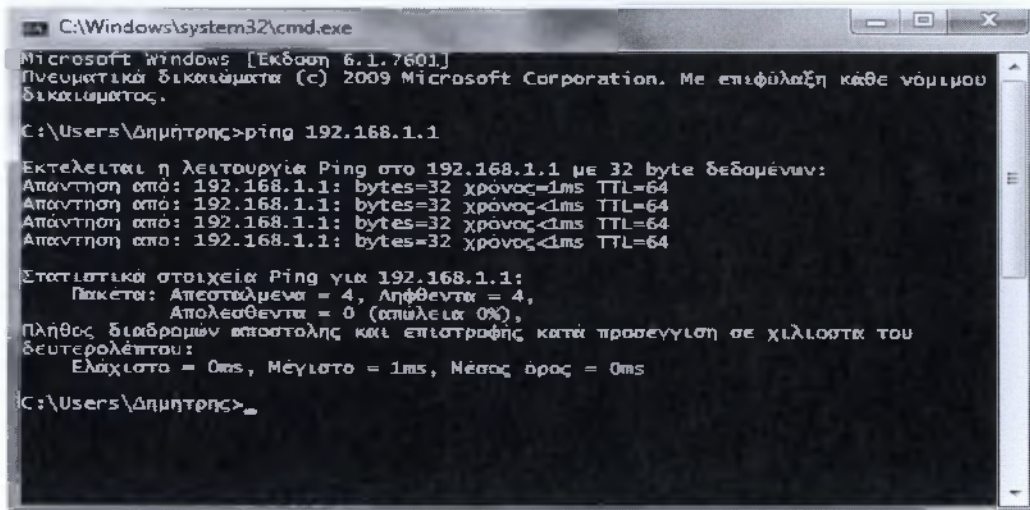 C:\Windows\system32\cmd.exe
Microsoft Windows [Έκδοση 6.1.7601]
Πνευματικά δικαιώματα (c) 2009 Microsoft Corporation. Με επιφύλαξη κάθε νόμιμου
δικαιώματος.
C:\Users\Δημήτρης>ping 192.168.1.1
Εκτελείται η λειτουργία Ping στο 192.168.1.1 με 32 byte δεδομένων:
Απάντηση από: 192.168.1.1: bytes=32 χρόνος=1ms TTL=64
Απάντηση από: 192.168.1.1: bytes=32 χρόνος<1ms TTL=64
Απάντηση από: 192.168.1.1: bytes=32 χρόνος<1ms TTL=64
Απάντηση από: 192.168.1.1: bytes=32 χρόνος<1ms TTL=64
Στατιστικά στοιχεία Ping για 192.168.1.1:
Πακέτα: Απεσταλμένα = 4, Ληφθέντα = 4,
Απολεσθέντα = 0 (απώλεια 0%),
Πλήθος διαδρομών αποστολής και επιστροφής κατά προσέγγιση σε χιλιοστά του
δευτερολέπτου:
Ελάχιστο = 0ms, Μέγιστο = 1ms, Μέσος όρος = 0ms
C:\Users\Δημήτρης>_